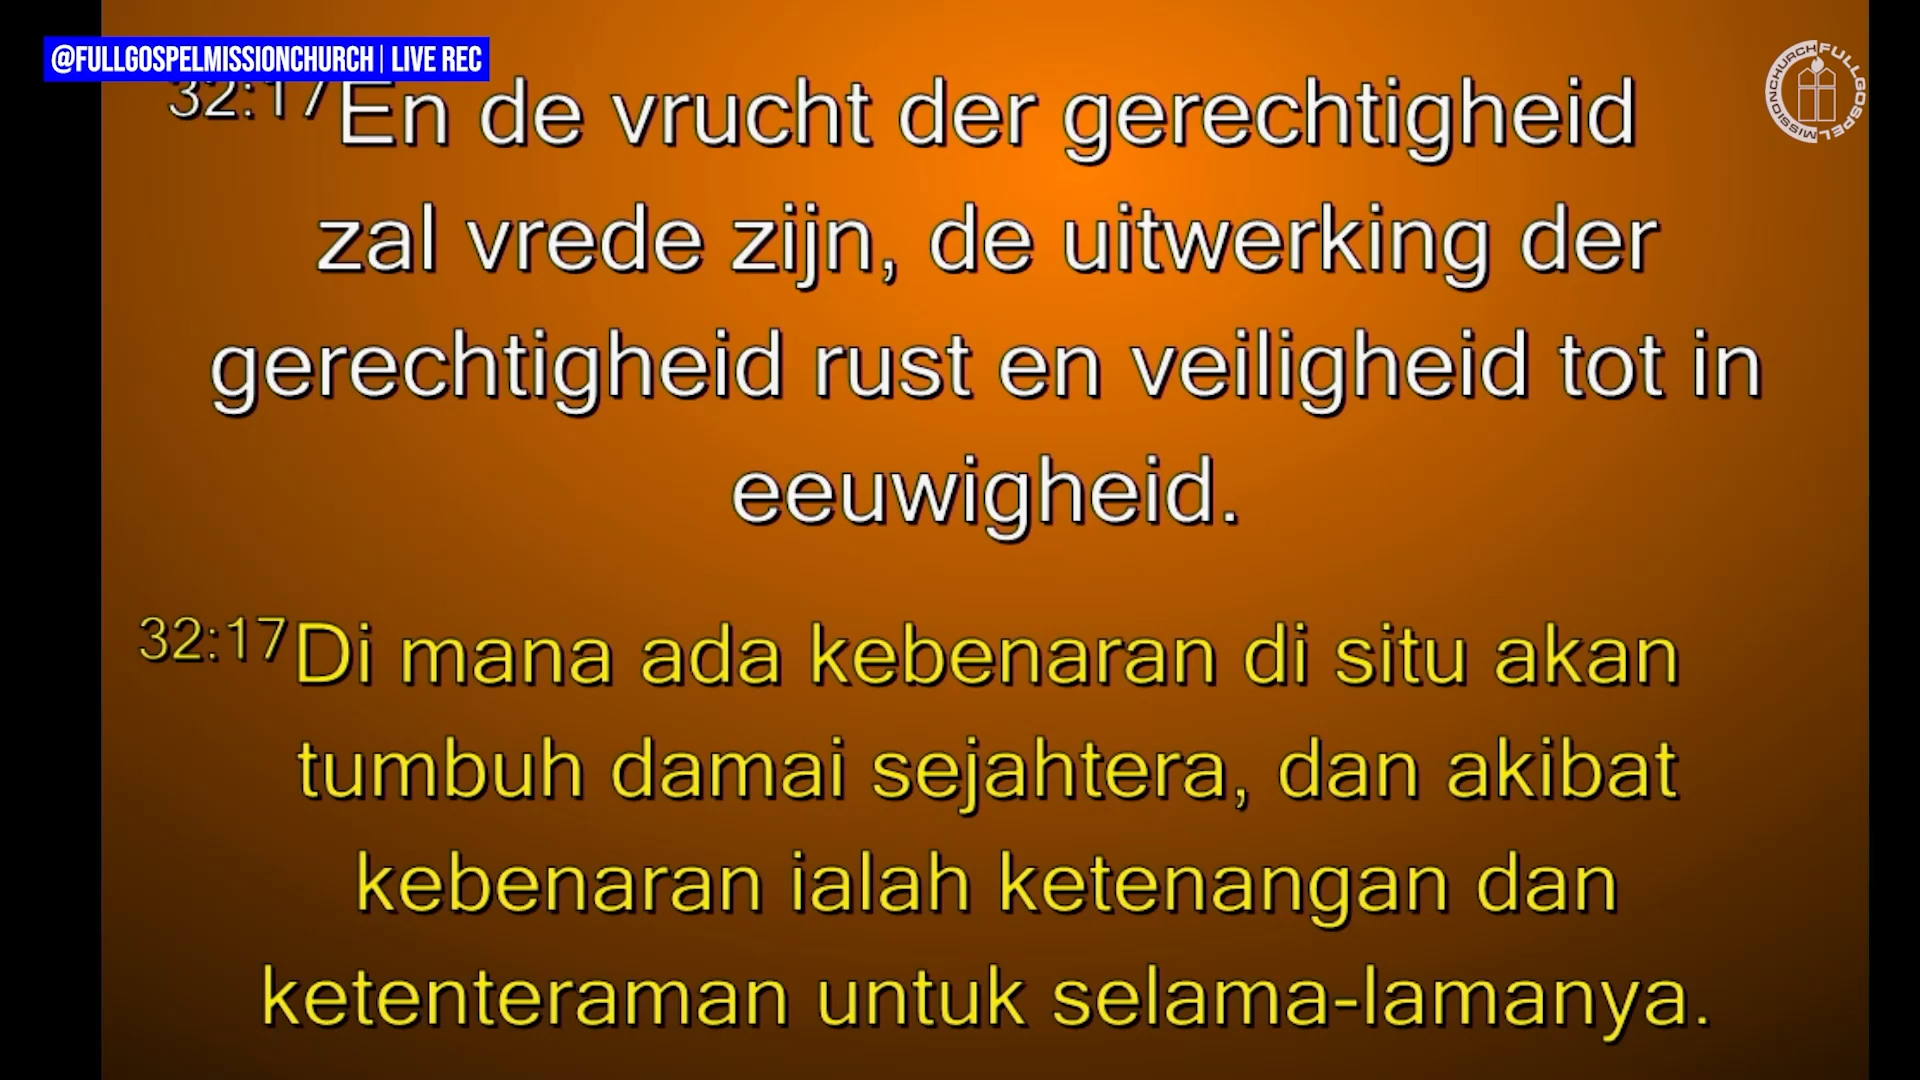 @FULLGOSPELMISSIONCHURCH | LIVE REC
FULLGOSPEL MISSIONCHURCH
32:17 En de vrucht der gerechtigheid
zal vrede zijn, de uitwerking der
gerechtigheid rust en veiligheid tot in
eeuwigheid.
32:17 Di mana ada kebenaran di situ akan
tumbuh damai sejahtera, dan akibat
kebenaran ialah ketenangan dan
ketenteraman untuk selama-lamanya.